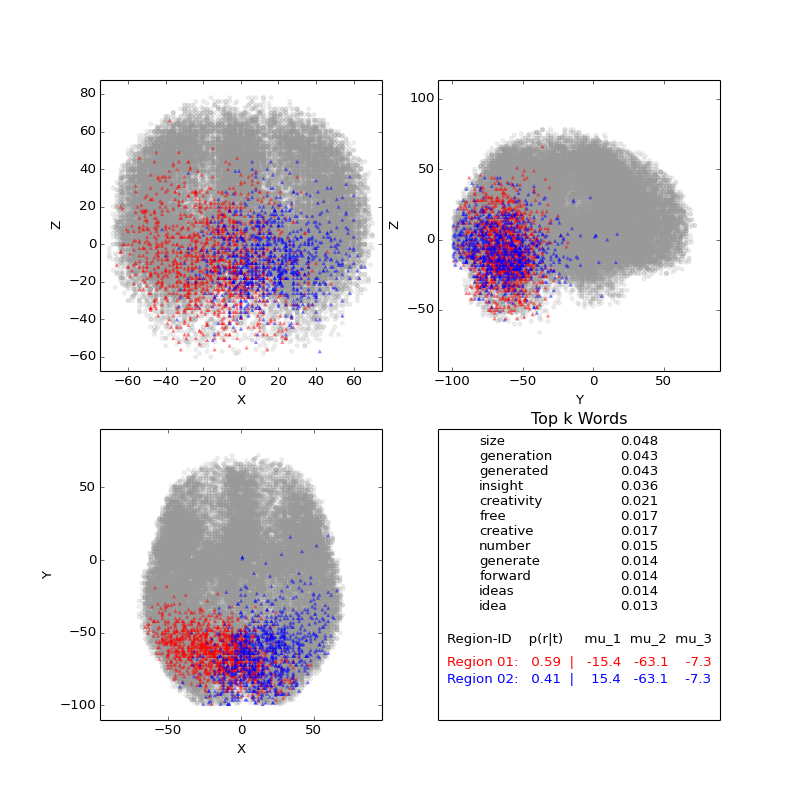 80
60
40
20
0
−20
−40
−60
Z
−60 −40 −20 0 20 40 60
X
100
50
0
−50
Z
−100 −50 0 50
Y
50
0
−50
−100
Y
−50 0 50
X
Top k Words
size 0.048
generation 0.043
generated 0.043
insight 0.036
creativity 0.021
free 0.017
creative 0.017
number 0.015
generate 0.014
forward 0.014
ideas 0.014
idea 0.013
Region-ID p(r|t) mu_1 mu_2 mu_3
Region 01: 0.59 | -15.4 -63.1 -7.3
Region 02: 0.41 | 15.4 -63.1 -7.3